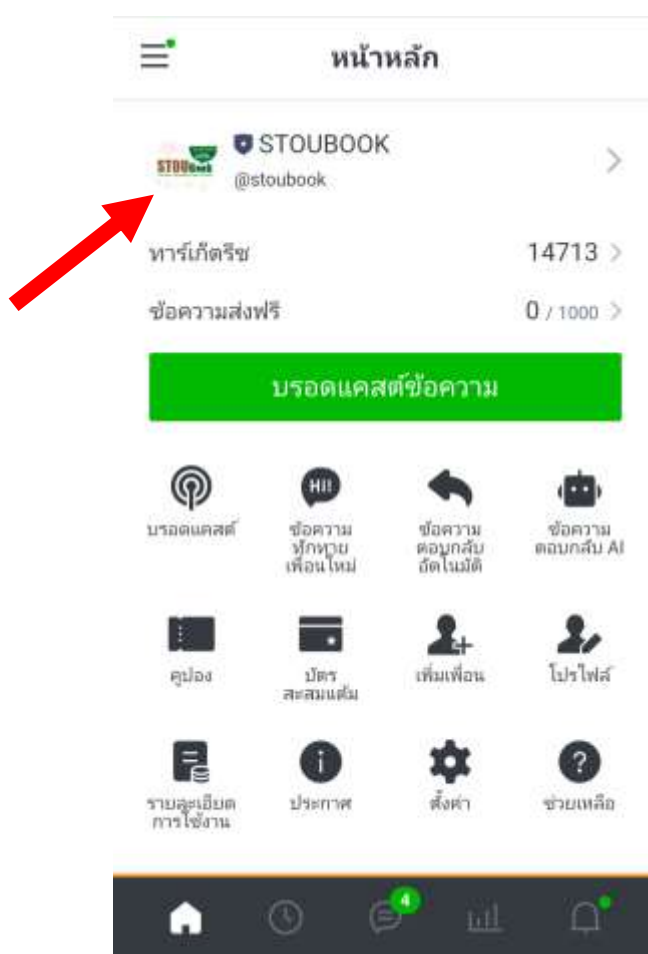 หน้าหลัก
STOUBook
STOUBOOK
@stoubook
ทาร์เก็ตรีช 14713
ข้อความส่งฟรี 0 / 1000
บรอดแคสต์ข้อความ
HI!
บรอดแคสต์
ข้อความ
ทักทาย
เพื่อนใหม่
ข้อความ
ตอบกลับ
อัตโนมัติ
ข้อความ
ตอบกลับ AI
คูปอง
บัตร
สะสมแต้ม
เพิ่มเพื่อน
โปรไฟล์
รายละเอียด
การใช้งาน
ประกาศ
ตั้งค่า
ช่วยเหลือ
4